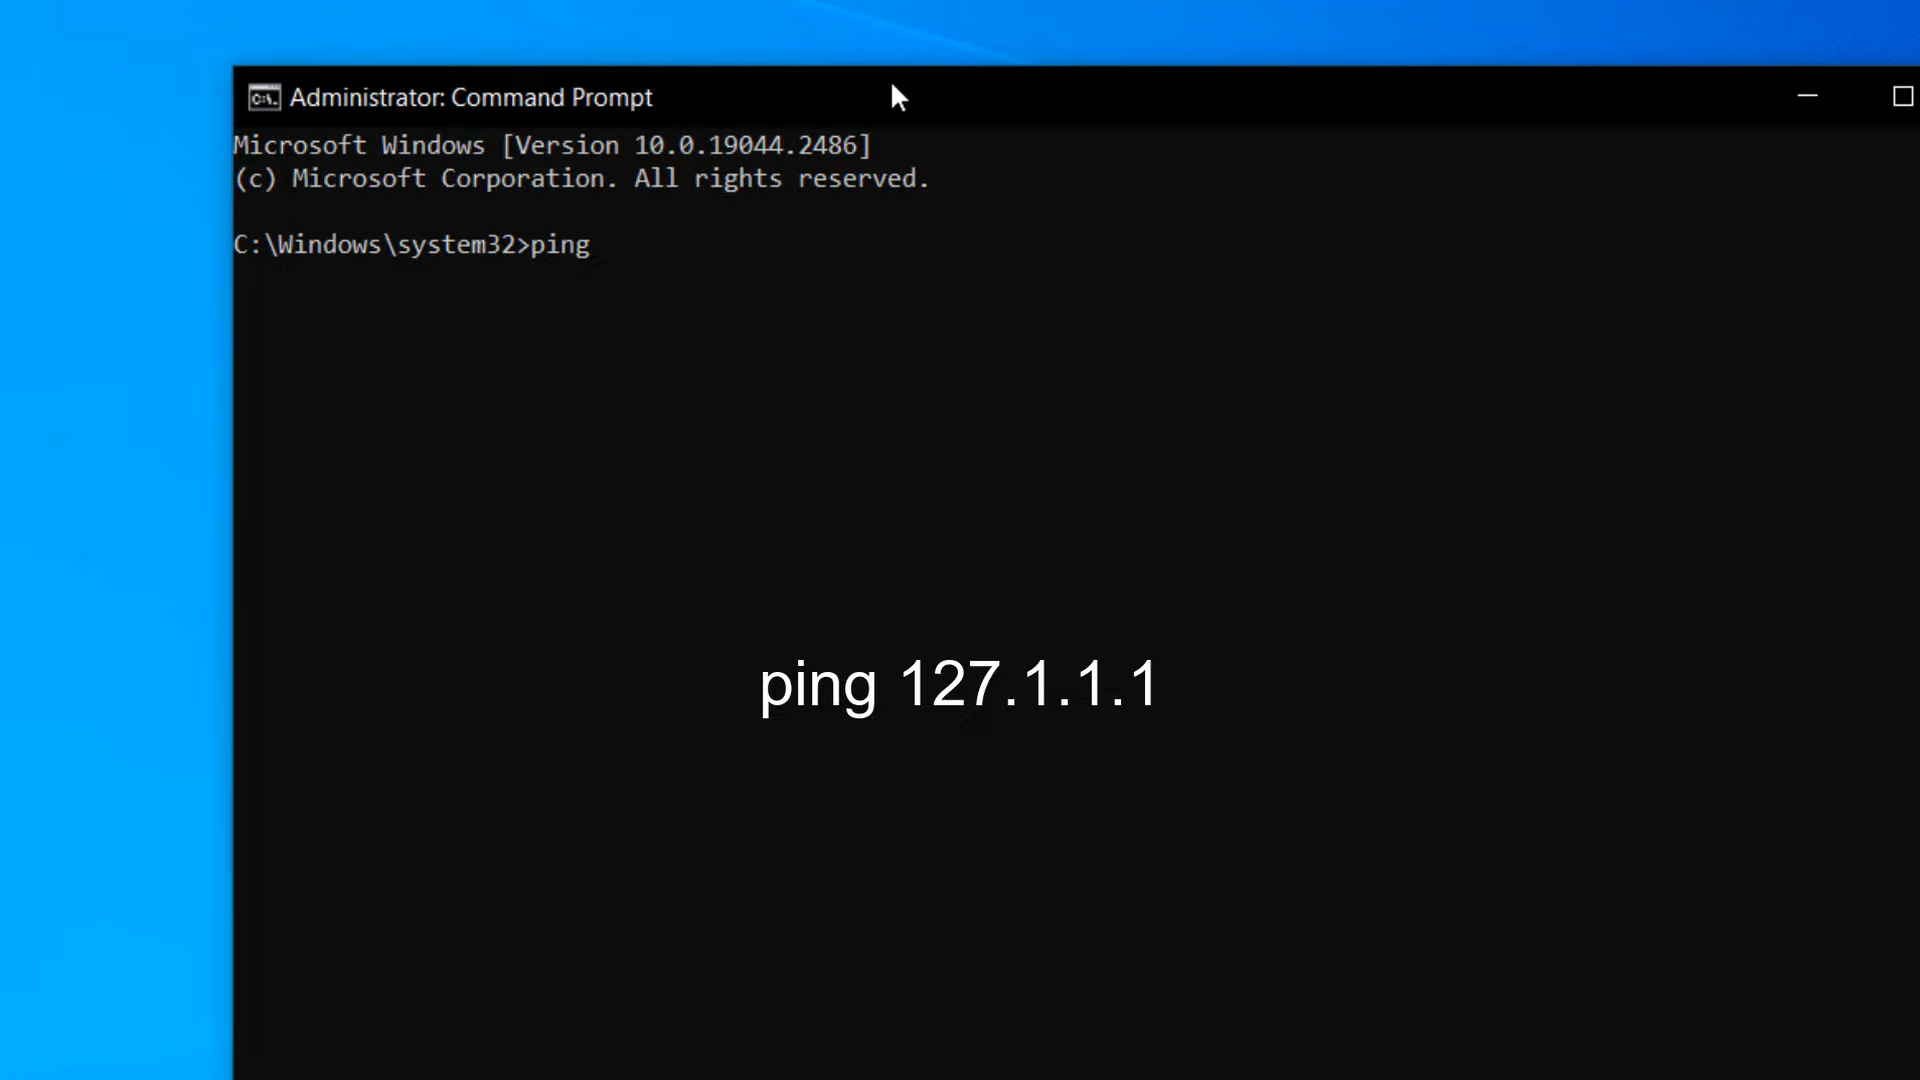 Administrator: Command Prompt
Microsoft Windows [Version 10.0.19044.2486]
(c) Microsoft Corporation. All rights reserved.
C:\Windows\system32>ping
ping 127.1.1.1